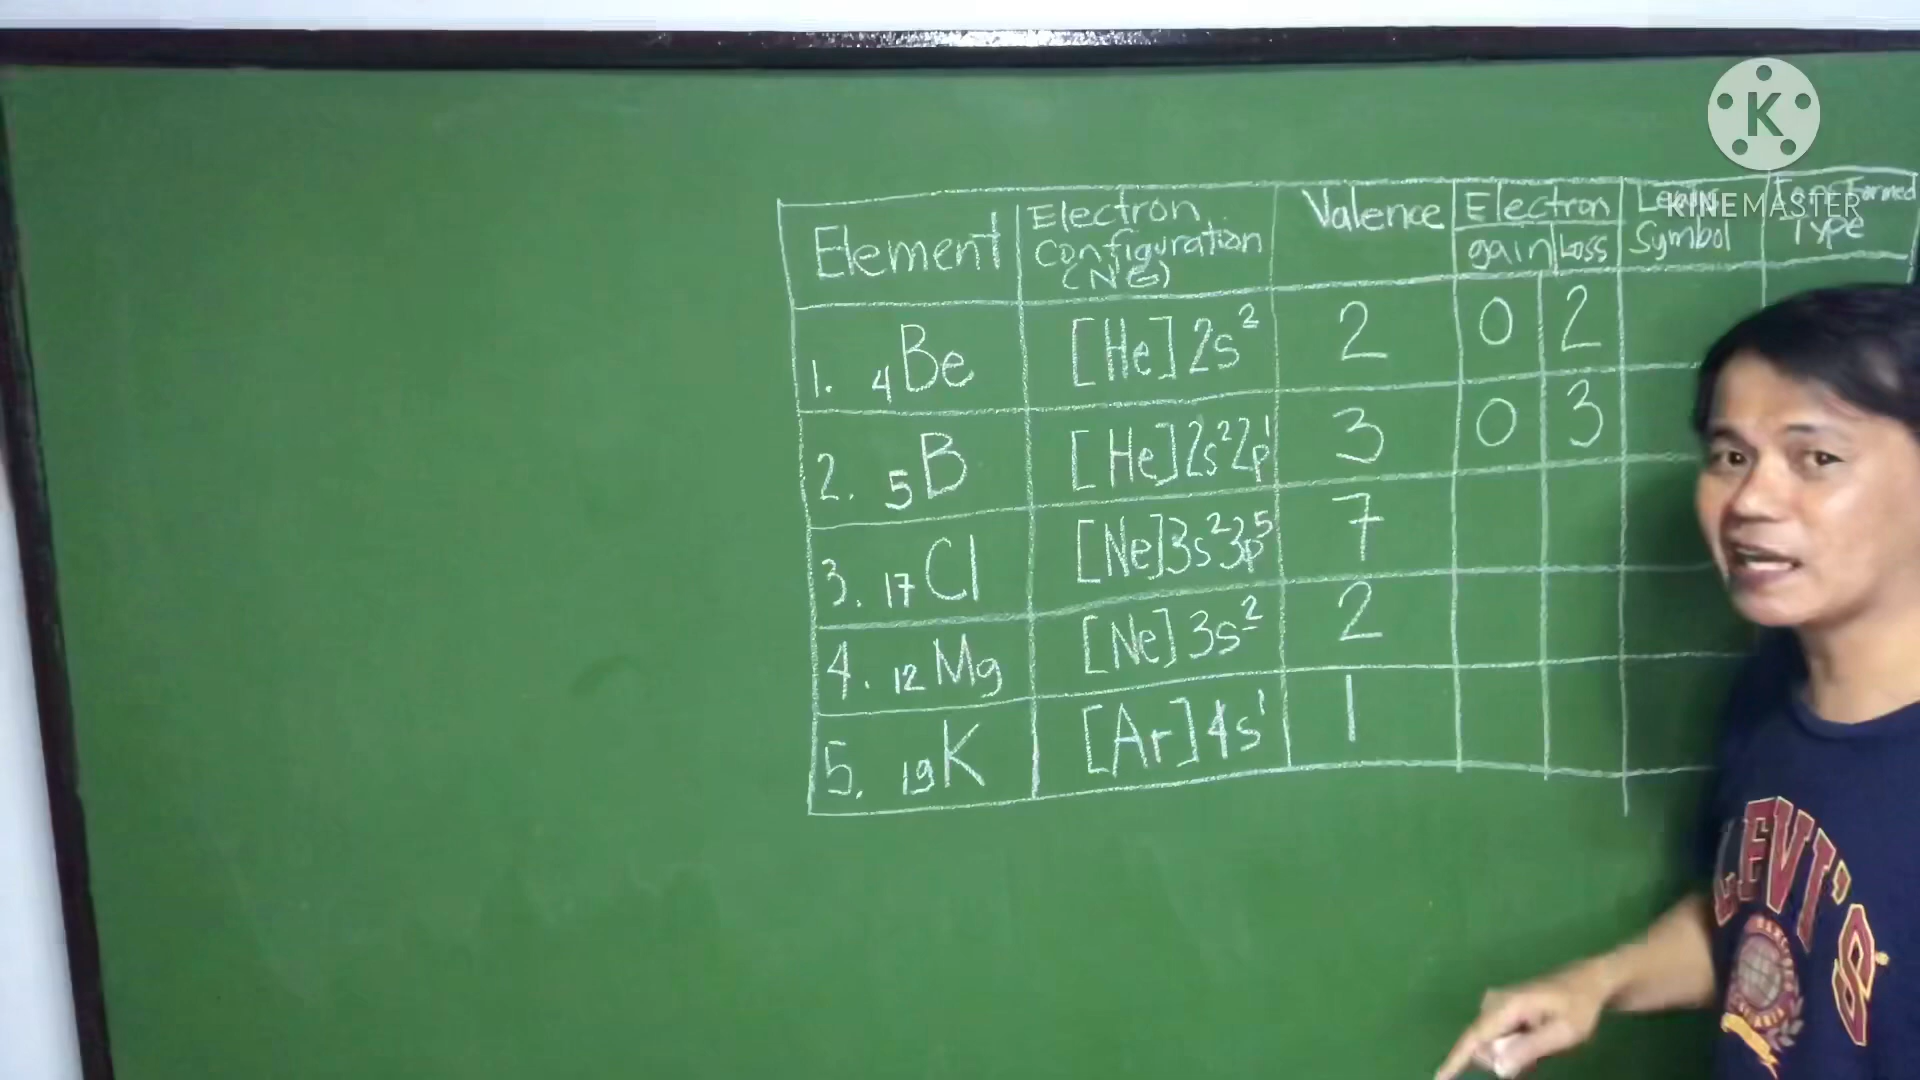 K
KINEMASTER
Element
Electron
Configuration
(NG)
Valence
Electron
gain Loss
Symbol
Formed
Type
1. 4Be [He]2s² 2 0 2
2. 5B [He]2s²2p¹ 3 0 3
3. 17Cl [Ne]3s²3p⁵ 7
4. 12Mg [Ne]3s² 2
5. 19K [Ar]4s¹ 1
LEVI'S